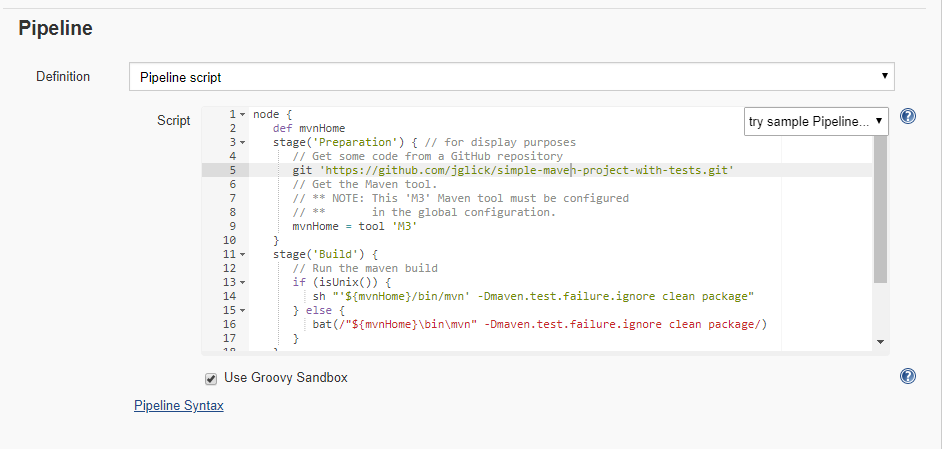 Pipeline
Definition
Pipeline script
Script
try sample Pipeline...
1 node {
2 def mvnHome
3 stage('Preparation') { // for display purposes
4 // Get some code from a GitHub repository
5 git 'https://github.com/jglick/simple-maven-project-with-tests.git'
6 // Get the Maven tool.
7 // ** NOTE: This 'M3' Maven tool must be configured
8 // ** in the global configuration.
9 mvnHome = tool 'M3'
10 }
11 stage('Build') {
12 // Run the maven build
13 if (isUnix()) {
14 sh "'${mvnHome}/bin/mvn' -Dmaven.test.failure.ignore clean package"
15 } else {
16 bat(/"${mvnHome}\bin\mvn" -Dmaven.test.failure.ignore clean package/)
17 }
18 }
Use Groovy Sandbox
Pipeline Syntax